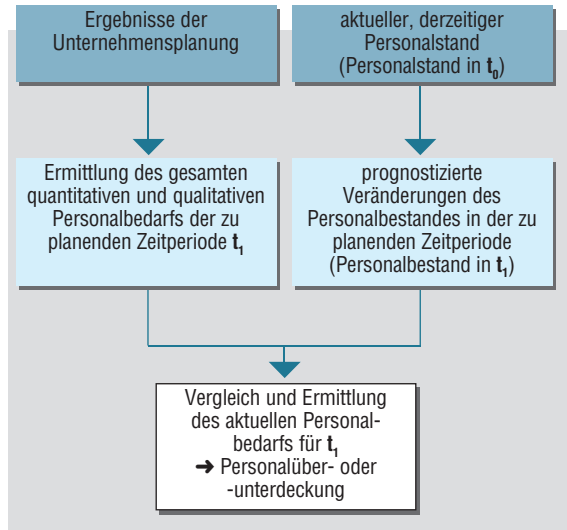 Ergebnisse der
Unternehmensplanung
aktueller, derzeitiger
Personalstand
(Personalstand in t0)
Ermittlung des gesamten
quantitativen und qualitativen
Personalbedarfs der zu
planenden Zeitperiode t1
prognostizierte
Veränderungen des
Personalbestandes in der zu
planenden Zeitperiode
(Personalbestand in t1)
Vergleich und Ermittlung
des aktuellen Personal-
bedarfs für t1
➔ Personalüber- oder
-unterdeckung